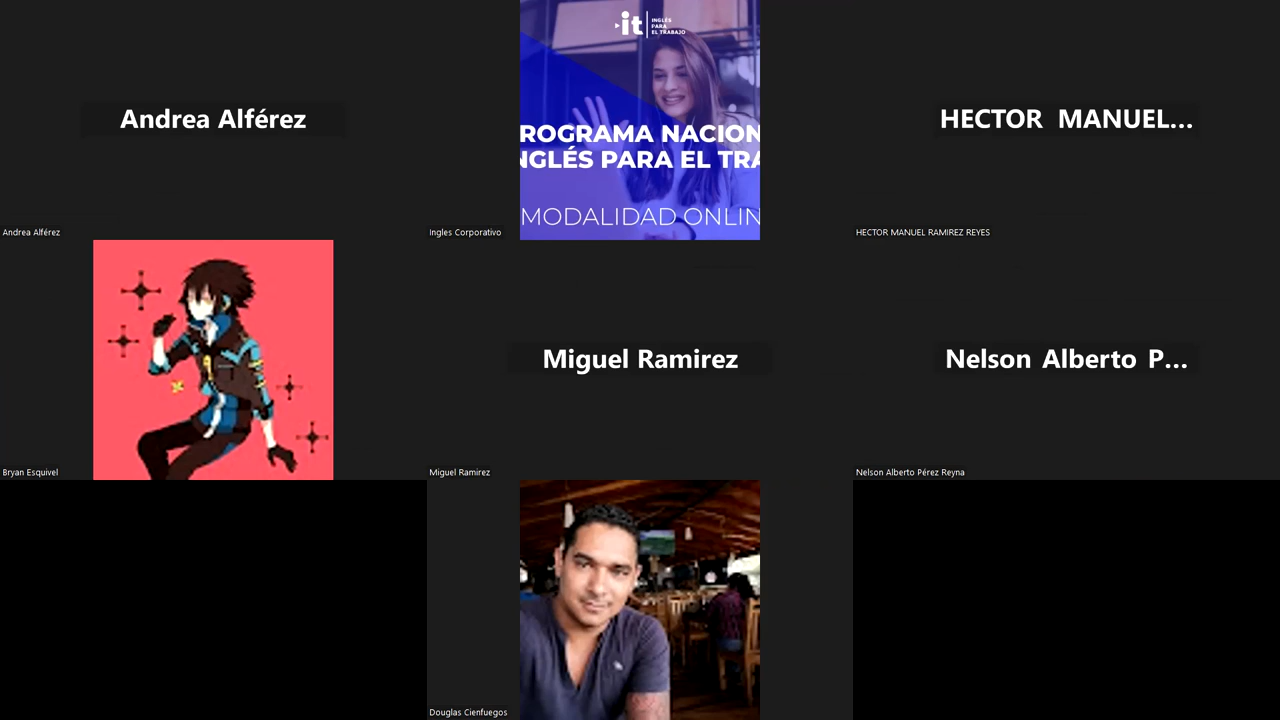 Andrea Alférez
Andrea Alférez
it
INGLÉS
PARA
EL TRABAJO
ROGRAMA NACION
NGLÉS PARA EL TRA
MODALIDAD ONLIN
Ingles Corporativo
HECTOR MANUEL...
HECTOR MANUEL RAMIREZ REYES
Bryan Esquivel
Miguel Ramirez
Miguel Ramirez
Nelson Alberto P...
Nelson Alberto Pérez Reyna
Douglas Cienfuegos